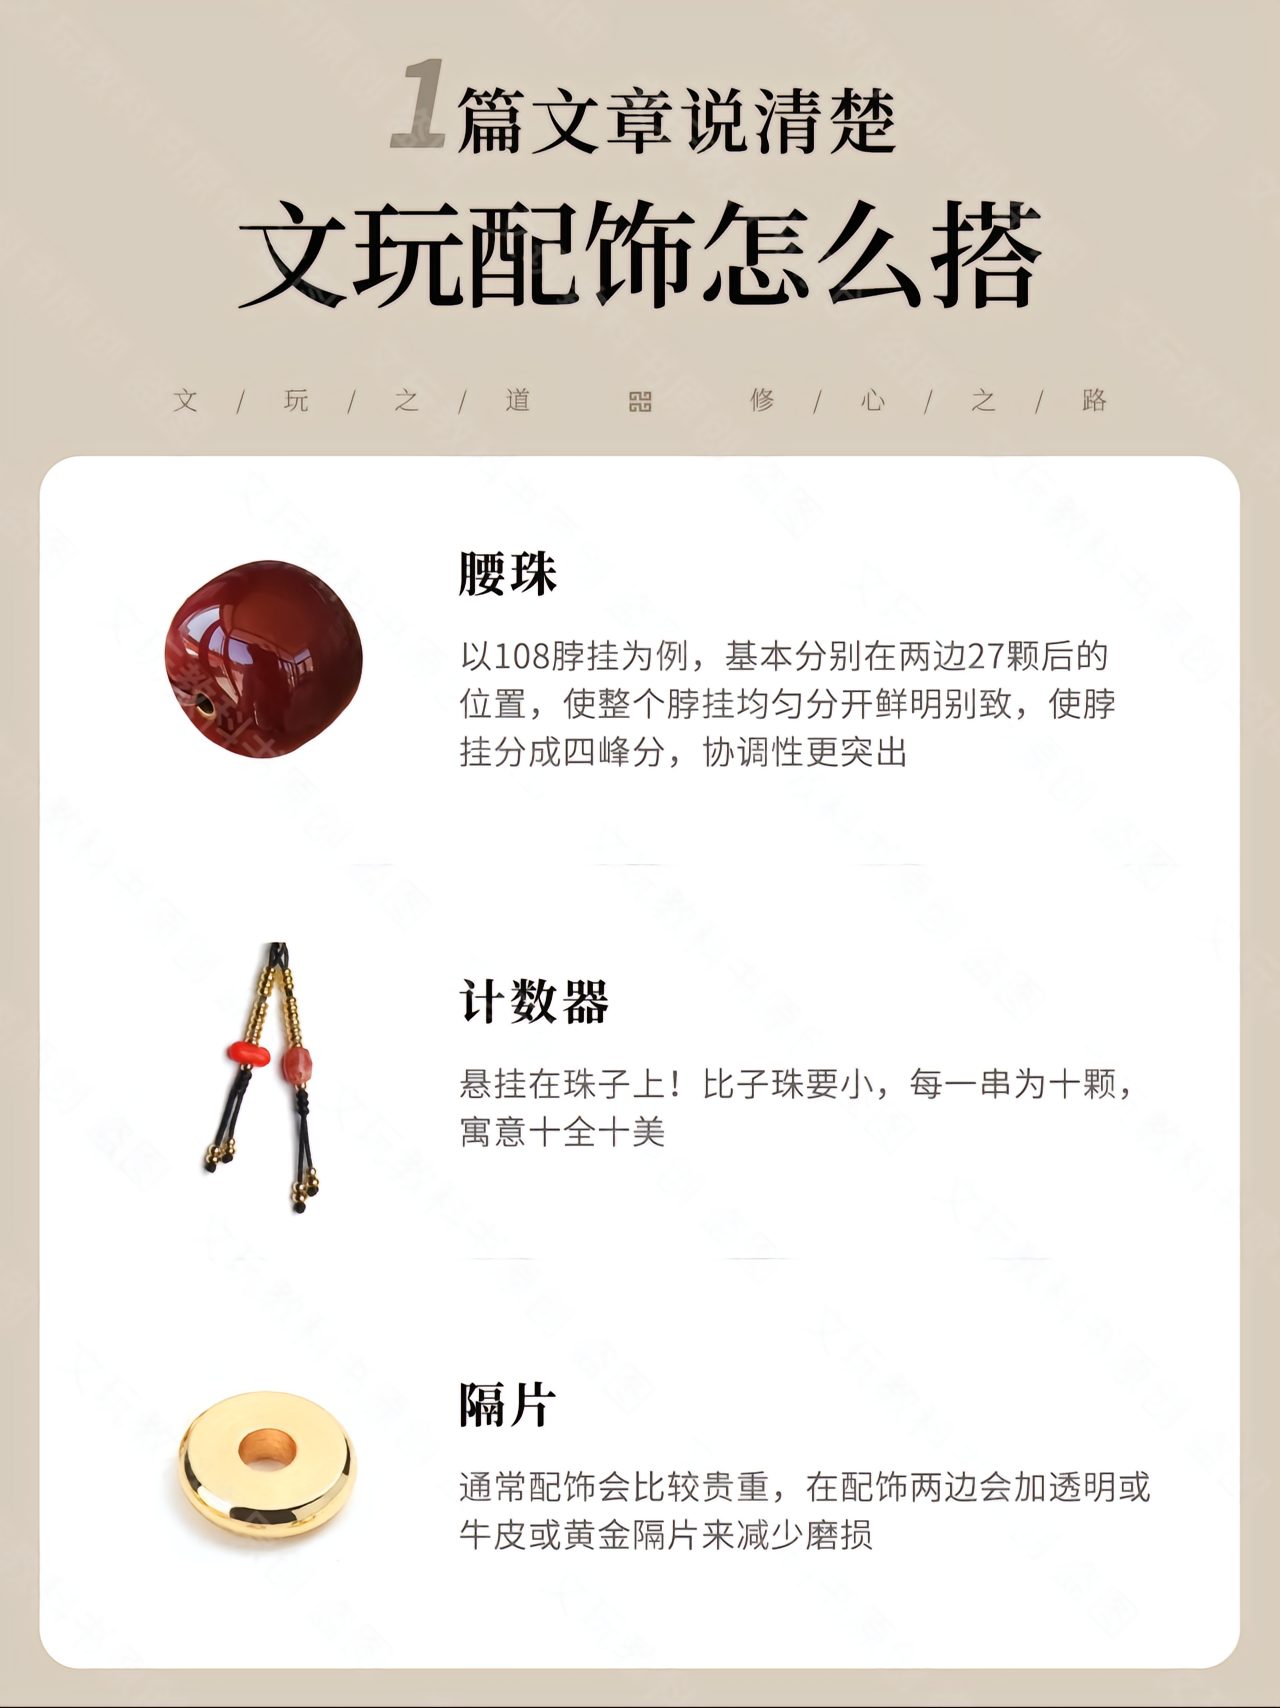 1篇文章说清楚
文玩配饰怎么搭
文/玩/之/道 修/心/之/路
腰珠
以108脖挂为例，基本分别在两边27颗后的
位置，使整个脖挂均匀分开鲜明别致，使脖
挂分成四峰分，协调性更突出
计数器
悬挂在珠子上！比子珠要小，每一串为十颗，
寓意十全十美
隔片
通常配饰会比较贵重，在配饰两边会加透明或
牛皮或黄金隔片来减少磨损